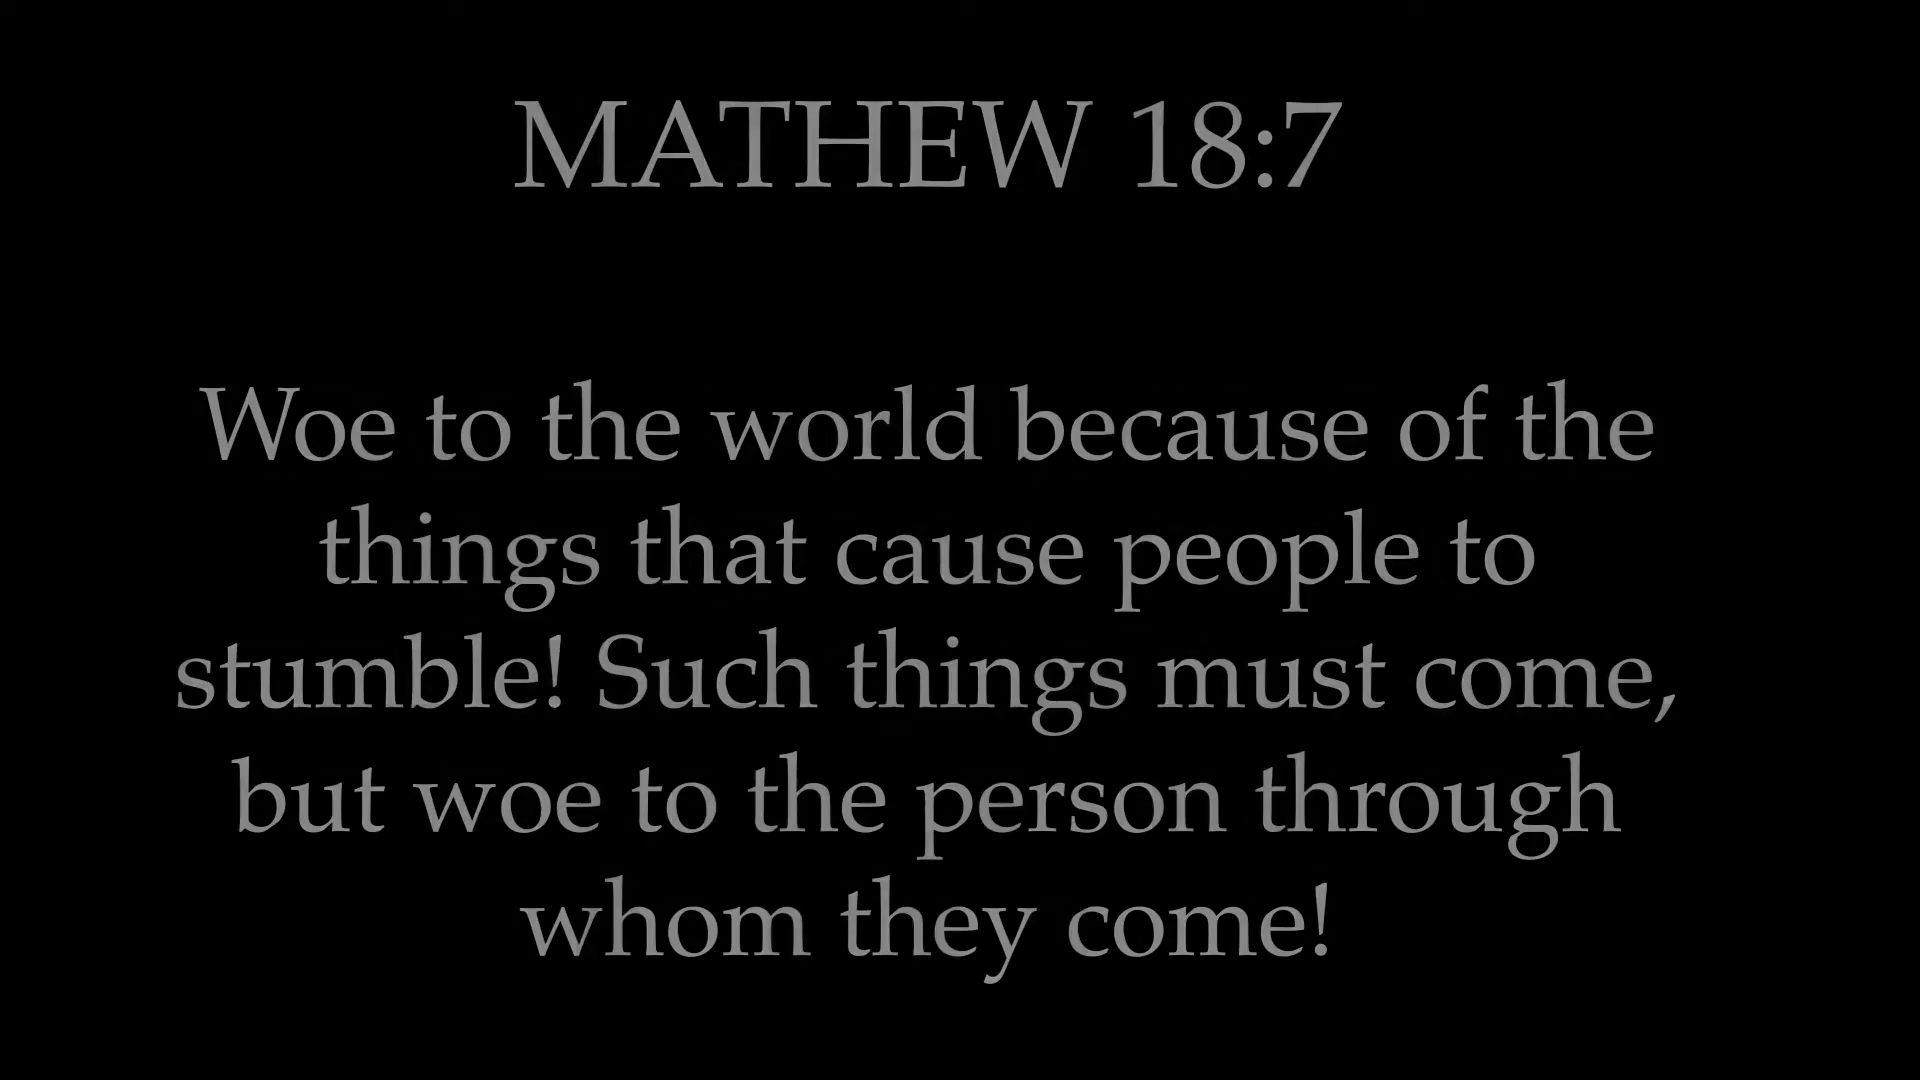 MATHEW 18:7
Woe to the world because of the
things that cause people to
stumble! Such things must come,
but woe to the person through
whom they come!